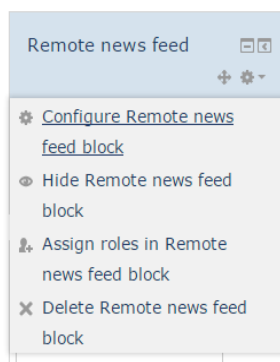 Remote news feed
Configure Remote news
feed block
Hide Remote news feed
block
Assign roles in Remote
news feed block
Delete Remote news feed
block